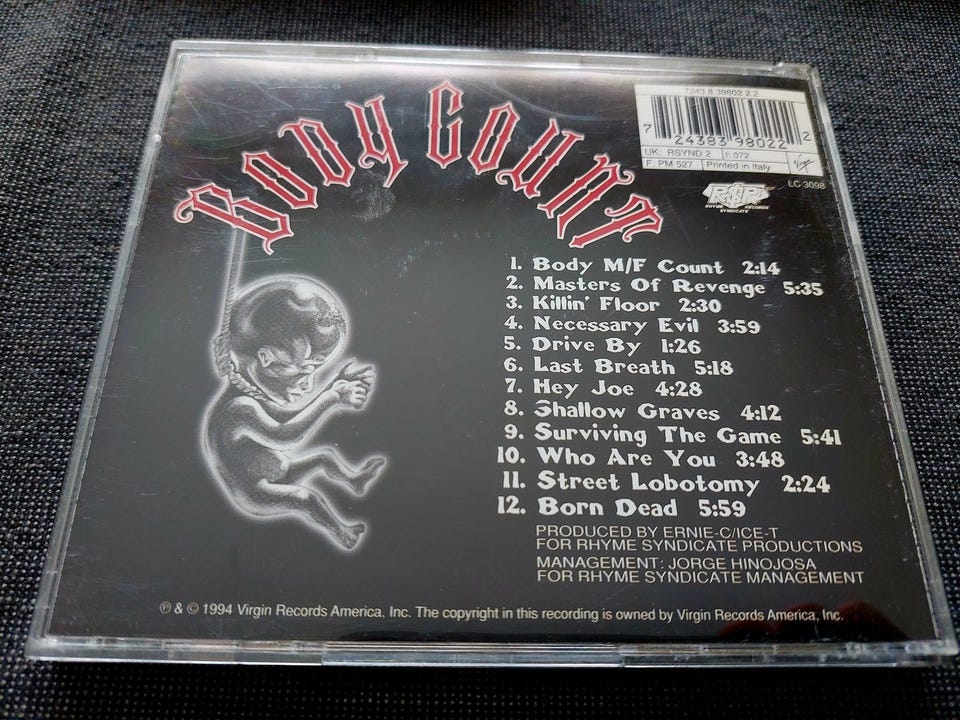 Body Count
7243 8 39802 2 2
7 24383 98022 2
UK: RSYND 2 I: 072
F: PM 527 Printed in Italy Virgin
LC 3098
RHYME RECORDS
SYNDICATE
1. Body M/F Count 2:14
2. Masters Of Revenge 5:35
3. Killin' Floor 2:30
4. Necessary Evil 3:59
5. Drive By 1:26
6. Last Breath 5:18
7. Hey Joe 4:28
8. Shallow Graves 4:12
9. Surviving The Game 5:41
10. Who Are You 3:48
11. Street Lobotomy 2:24
12. Born Dead 5:59
PRODUCED BY ERNIE-C/ICE-T
FOR RHYME SYNDICATE PRODUCTIONS
MANAGEMENT: JORGE HINOJOSA
FOR RHYME SYNDICATE MANAGEMENT
℗ & © 1994 Virgin Records America, Inc. The copyright in this recording is owned by Virgin Records America, Inc.